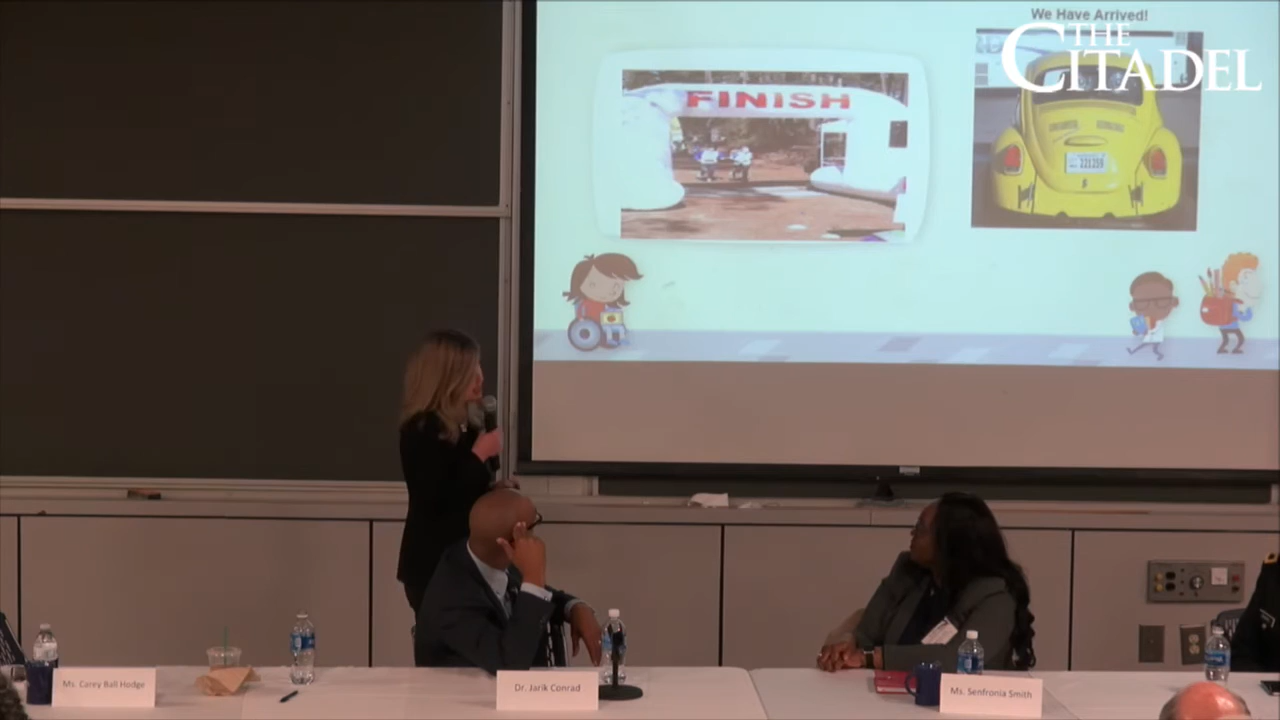 We Have Arrived!
THE
CITADEL
FINISH
Ms. Carey Ball Hodge
Dr. Jarik Conrad
Ms. Senfronia Smith